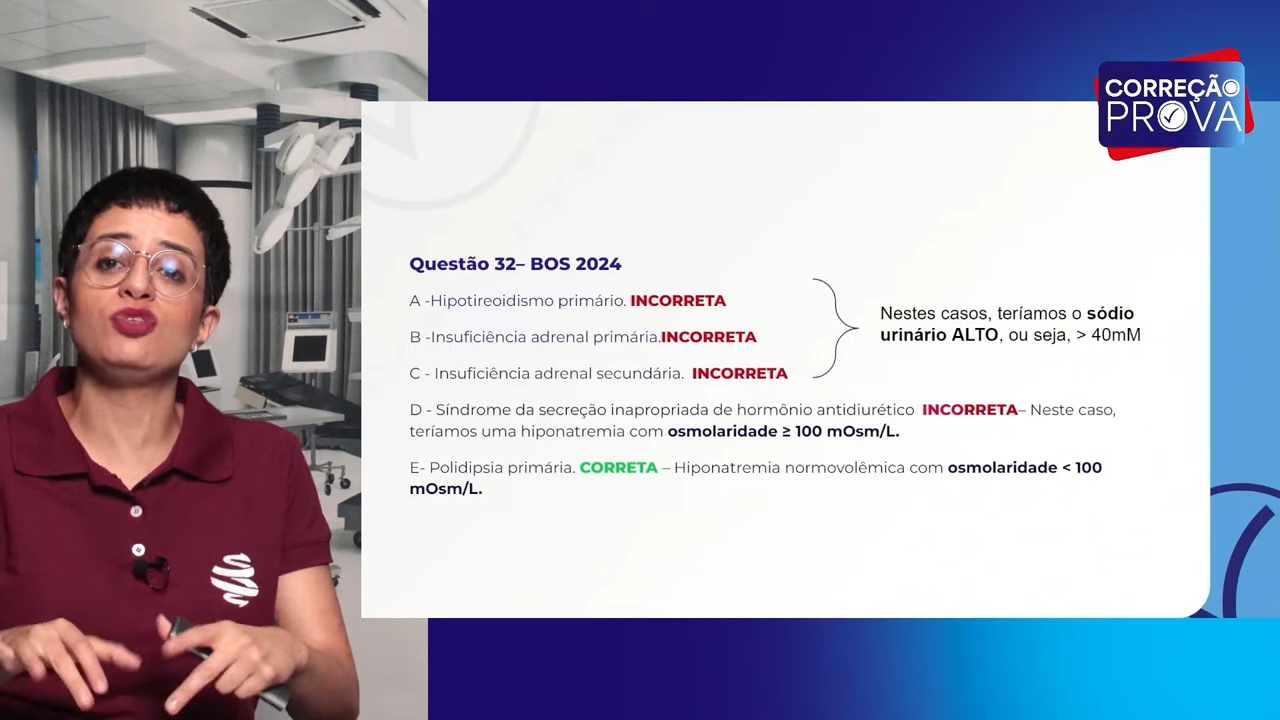 CORREÇÃO
PROVA
Questão 32– BOS 2024
A -Hipotireoidismo primário. INCORRETA
B -Insuficiência adrenal primária.INCORRETA
C - Insuficiência adrenal secundária. INCORRETA
Nestes casos, teríamos o sódio
urinário ALTO, ou seja, > 40mM
D - Síndrome da secreção inapropriada de hormônio antidiurético INCORRETA– Neste caso,
teríamos uma hiponatremia com osmolaridade ≥ 100 mOsm/L.
E- Polidipsia primária. CORRETA – Hiponatremia normovolêmica com osmolaridade < 100
mOsm/L.